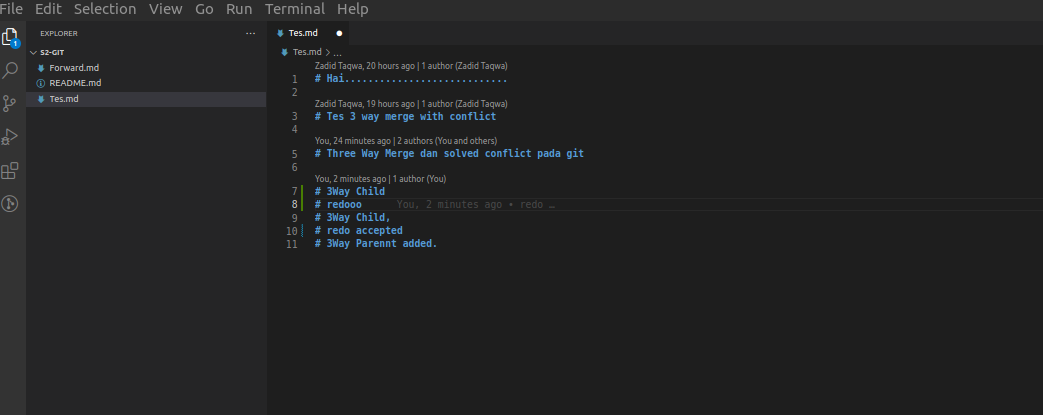 File Edit Selection View Go Run Terminal Help
EXPLORER ...
Tes.md
S2-GIT
Tes.md > ...
Forward.md
README.md
Tes.md
1
Zadid Taqwa, 20 hours ago | 1 author (Zadid Taqwa)
1 # Hai............................
2
Zadid Taqwa, 19 hours ago | 1 author (Zadid Taqwa)
3 # Tes 3 way merge with conflict
4
You, 24 minutes ago | 2 authors (You and others)
5 # Three Way Merge dan solved conflict pada git
6
You, 2 minutes ago | 1 author (You)
7 # 3Way Child
8 # redooo You, 2 minutes ago • redo …
9 # 3Way Child,
10 # redo accepted
11 # 3Way Parennt added.